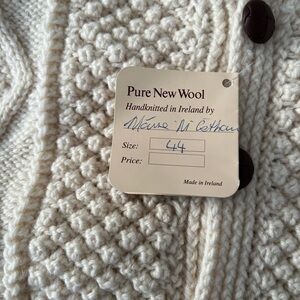 Pure New Wool
Handknitted in Ireland by
Size: 44
Price:
Made in Ireland